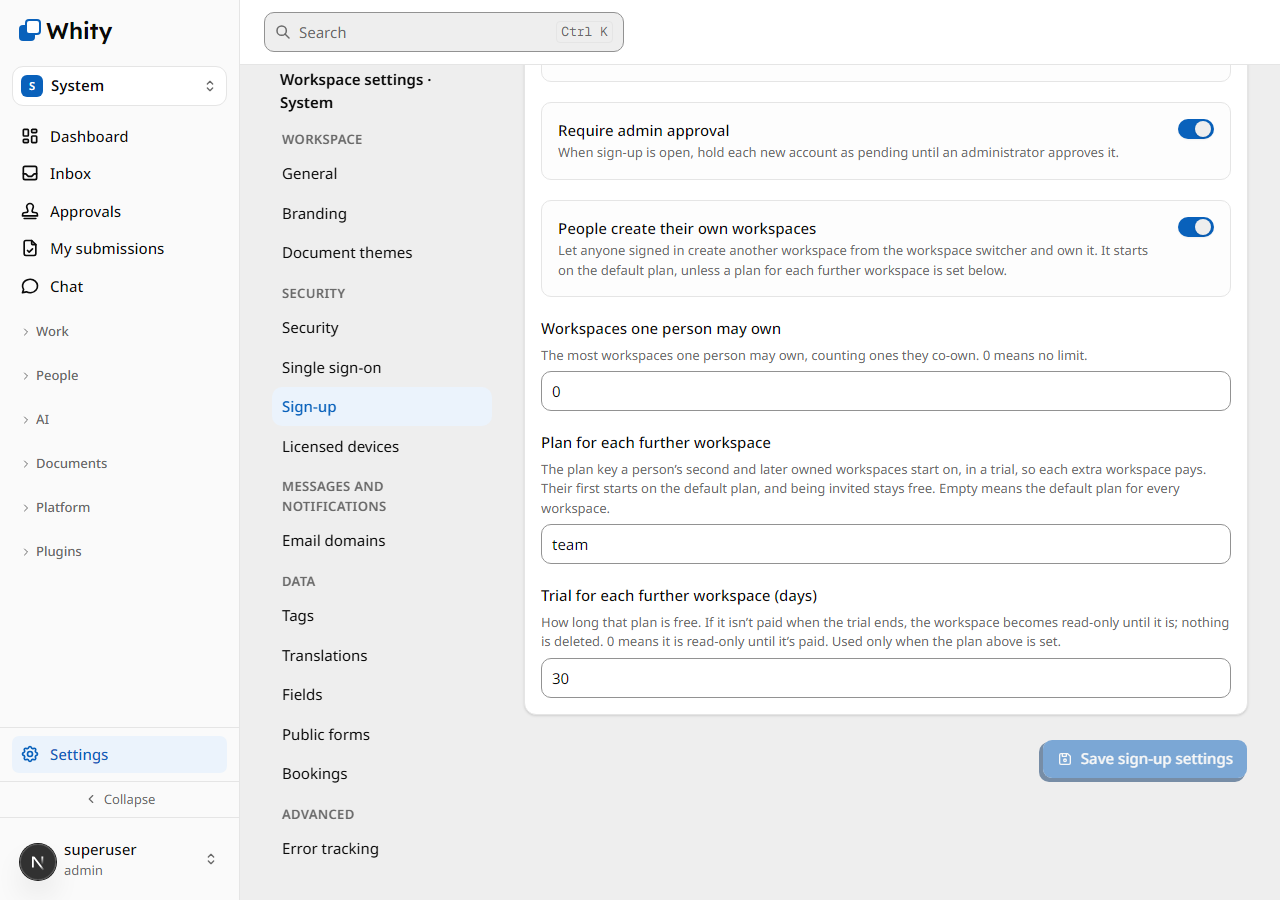 Whity
Search
Ctrl K
S
System
Dashboard
Inbox
Approvals
My submissions
Chat
Work
People
AI
Documents
Platform
Plugins
Settings
Collapse
N
superuser
admin
Workspace settings ·
System
WORKSPACE
General
Branding
Document themes
SECURITY
Security
Single sign-on
Sign-up
Licensed devices
MESSAGES AND
NOTIFICATIONS
Email domains
DATA
Tags
Translations
Fields
Public forms
Bookings
ADVANCED
Error tracking
Require admin approval
When sign-up is open, hold each new account as pending until an administrator approves it.
People create their own workspaces
Let anyone signed in create another workspace from the workspace switcher and own it. It starts
on the default plan, unless a plan for each further workspace is set below.
Workspaces one person may own
The most workspaces one person may own, counting ones they co-own. 0 means no limit.
0
Plan for each further workspace
The plan key a person’s second and later owned workspaces start on, in a trial, so each extra workspace pays.
Their first starts on the default plan, and being invited stays free. Empty means the default plan for every
workspace.
team
Trial for each further workspace (days)
How long that plan is free. If it isn’t paid when the trial ends, the workspace becomes read-only until it is; nothing
is deleted. 0 means it is read-only until it’s paid. Used only when the plan above is set.
30
Save sign-up settings